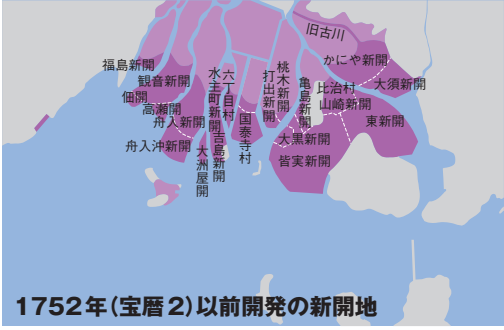 旧古川
かにや新開
福島新開
観音新開
佃開
高瀬開
舟入新開
舟入沖新開
大洲屋開
水主町新開
吉島新開
六丁目村
国泰寺村
打出新開
桃木新開
亀島新開
比治村
山崎新開
大須新開
東新開
大黒新開
皆実新開
1752年(宝暦2)以前開発の新開地